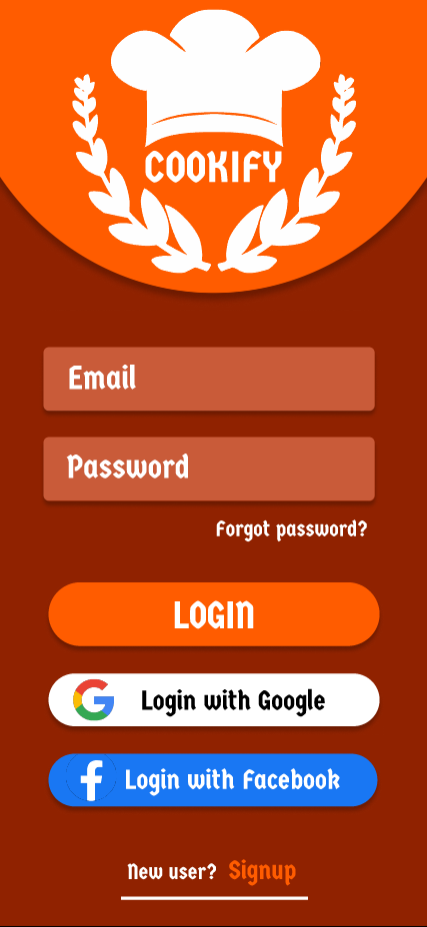 COOKIFY
Email
Password
Forgot password?
LOGIN
Login with Google
Login with Facebook
New user? Signup